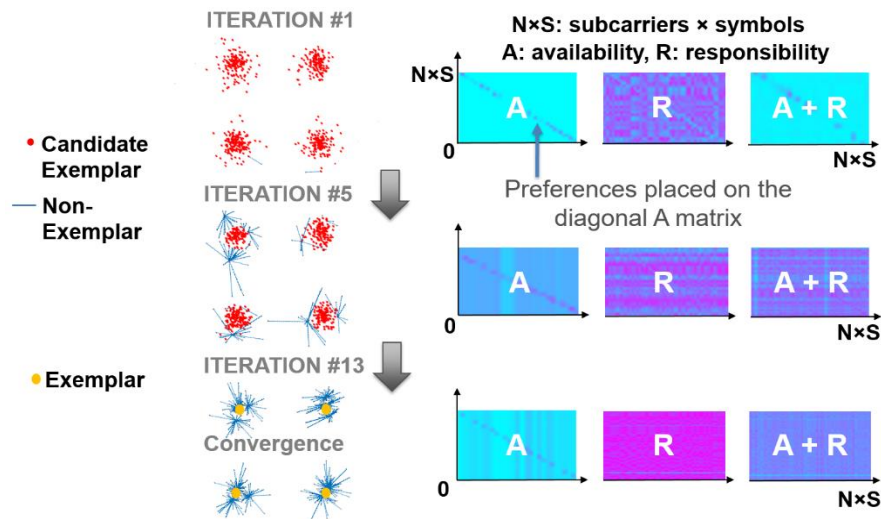 ITERATION #1
N×S: subcarriers × symbols
A: availability, R: responsibility
N×S
A
R
A + R
0
N×S
Candidate
Exemplar
Non-
Exemplar
ITERATION #5
Preferences placed on the
diagonal A matrix
A
R
A + R
0
N×S
ITERATION #13
Exemplar
Convergence
A
R
A + R
0
N×S